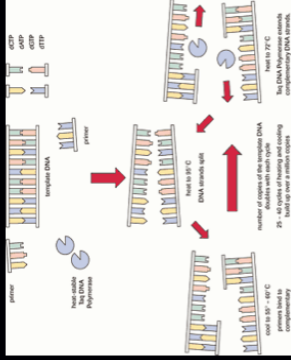 primer
heat-stable
Taq DNA
Polymerase
template DNA
primer
dCTP
dATP
dGTP
dTTP
heat to 95°C
DNA strands split
cool to 55° – 60°C
primers bind to
complementary
number of copies of the template DNA
doubles with each cycle
25 – 40 cycles of heating and cooling
build up over a million copies
heat to 72°C
Taq DNA Polymerase extends
complementary DNA strands.